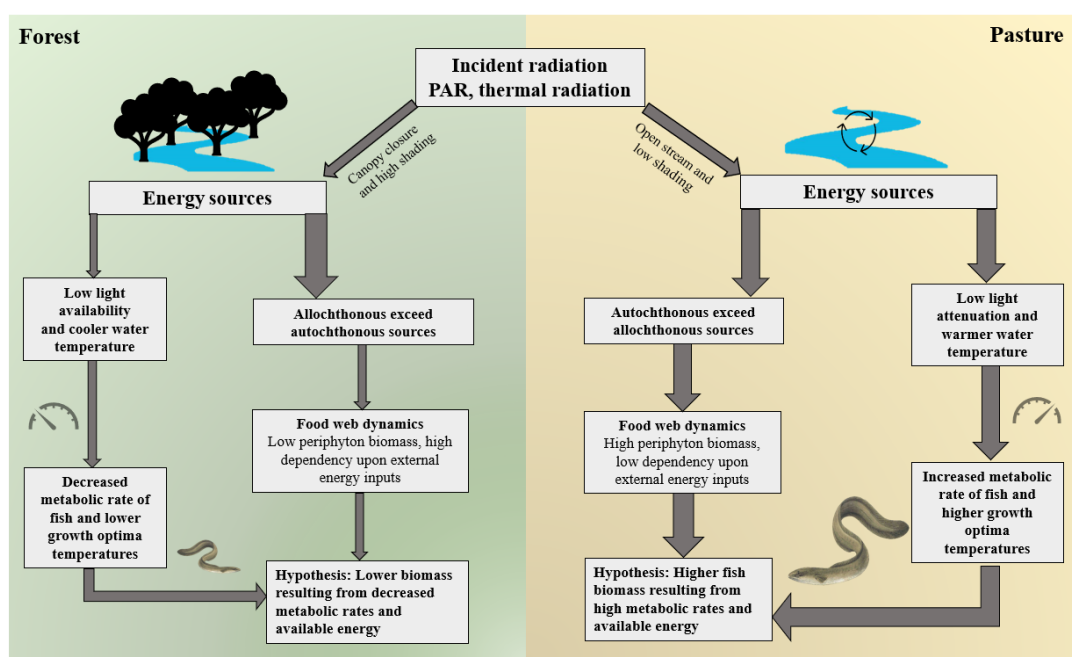 Forest
Pasture
Incident radiation
PAR, thermal radiation
Canopy closure
and high shading
Open stream and
low shading
Energy sources
Energy sources
Low light
availability
and cooler water
temperature
Allochthonous exceed
autochthonous sources
Autochthonous exceed
allochthonous sources
Low light
attenuation and
warmer water
temperature
Food web dynamics
Low periphyton biomass, high
dependency upon external
energy inputs
Food web dynamics
High periphyton biomass,
low dependency upon
external energy inputs
Decreased
metabolic rate of
fish and lower
growth optima
temperatures
Increased metabolic
rate of fish and
higher growth
optima
temperatures
Hypothesis: Lower biomass
resulting from decreased
metabolic rates and
available energy
Hypothesis: Higher fish
biomass resulting from
high metabolic rates and
available energy